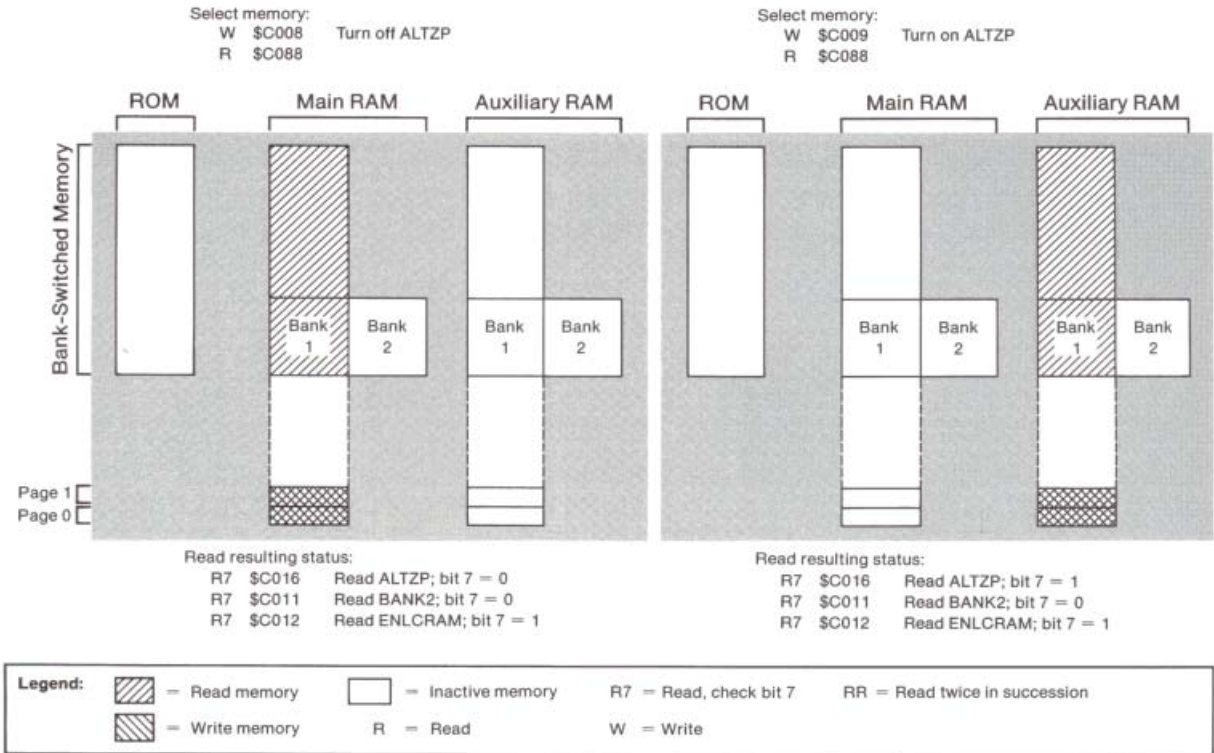 Select memory:
W $C008 Turn off ALTZP
R $C088
Select memory:
W $C009 Turn on ALTZP
R $C088
ROM Main RAM Auxiliary RAM
ROM Main RAM Auxiliary RAM
Bank-Switched Memory
Bank 1
Bank 2
Bank 1
Bank 2
Bank 1
Bank 2
Bank 1
Bank 2
Page 1
Page 0
Read resulting status:
R7 $C016 Read ALTZP; bit 7 = 0
R7 $C011 Read BANK2; bit 7 = 0
R7 $C012 Read ENLCRAM; bit 7 = 1
Read resulting status:
R7 $C016 Read ALTZP; bit 7 = 1
R7 $C011 Read BANK2; bit 7 = 0
R7 $C012 Read ENLCRAM; bit 7 = 1
Legend: = Read memory = Inactive memory R7 = Read, check bit 7 RR = Read twice in succession
= Write memory R = Read W = Write